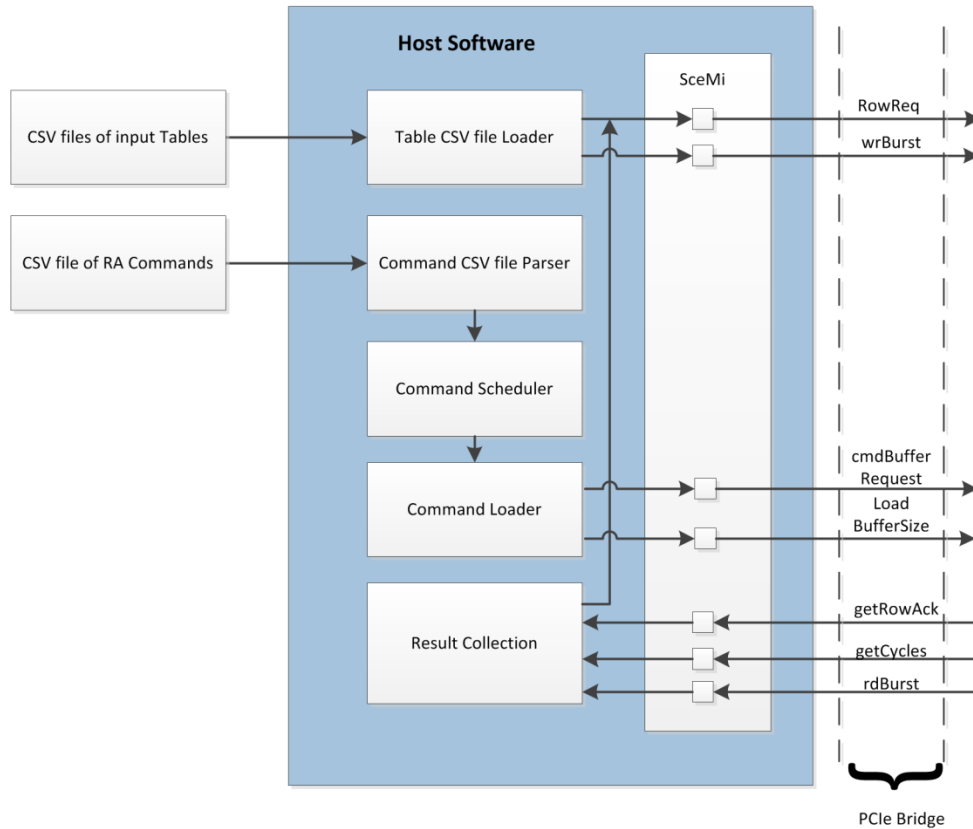 Host Software
SceMi
CSV files of input Tables
Table CSV file Loader
RowReq
wrBurst
CSV file of RA Commands
Command CSV file Parser
Command Scheduler
Command Loader
cmdBuffer
Request
Load
BufferSize
Result Collection
getRowAck
getCycles
rdBurst
PCIe Bridge